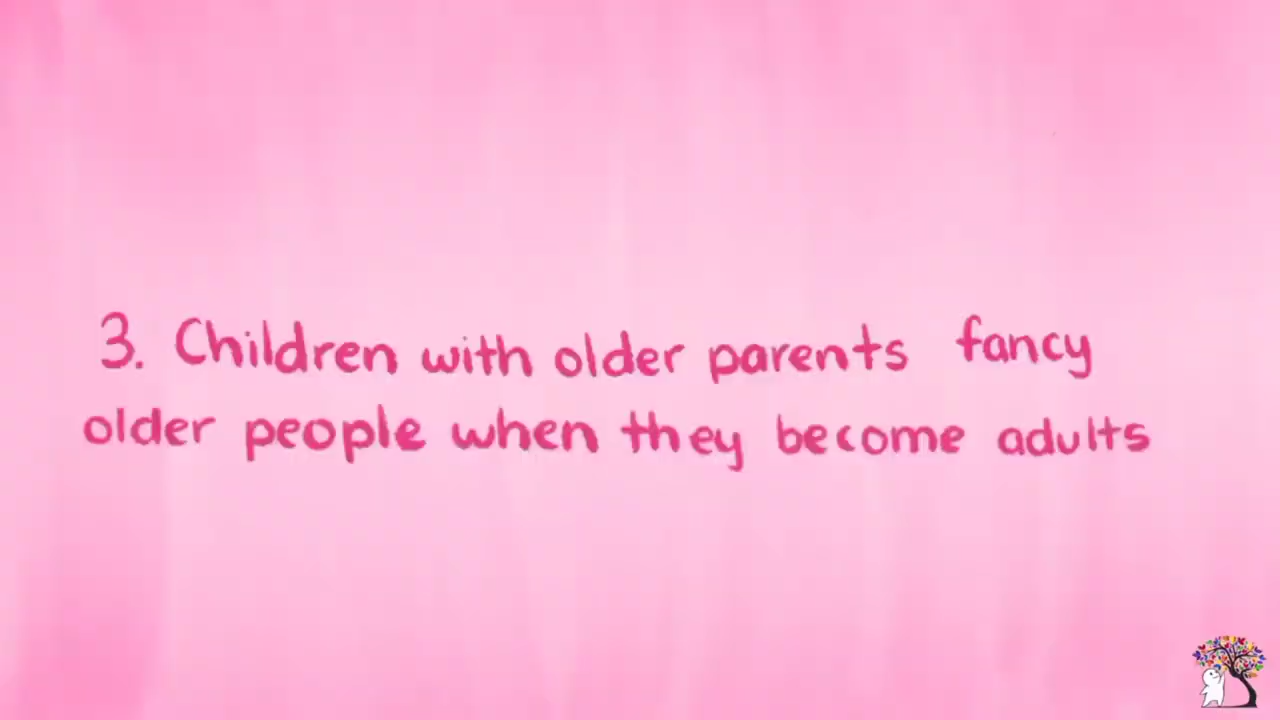 3. Children with older parents fancy
older people when they become adults